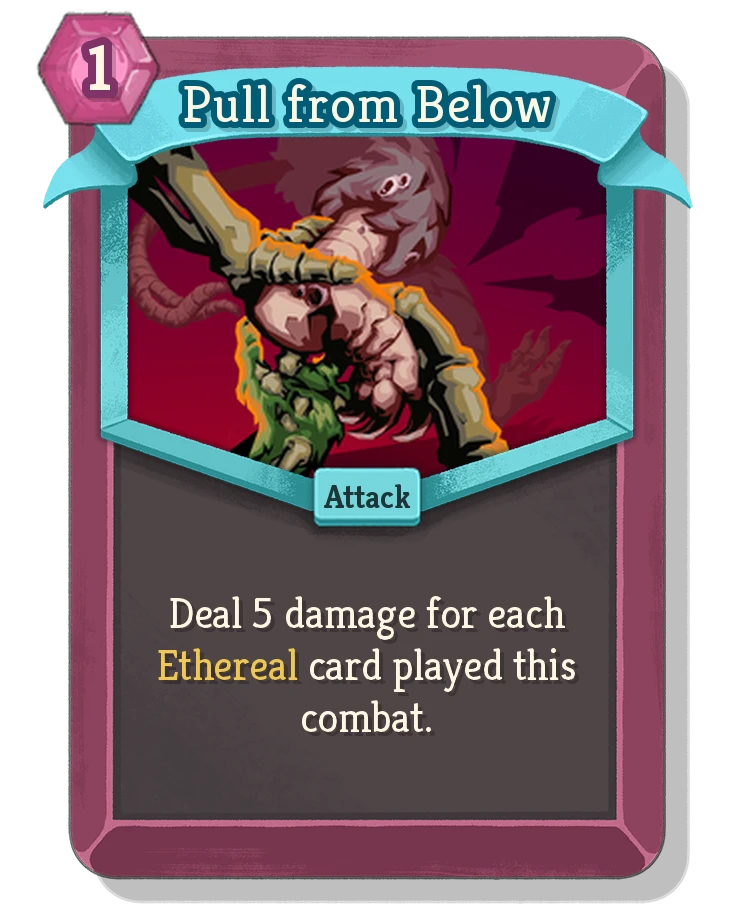 1
Pull from Below
Attack
Deal 5 damage for each
Ethereal card played this
combat.